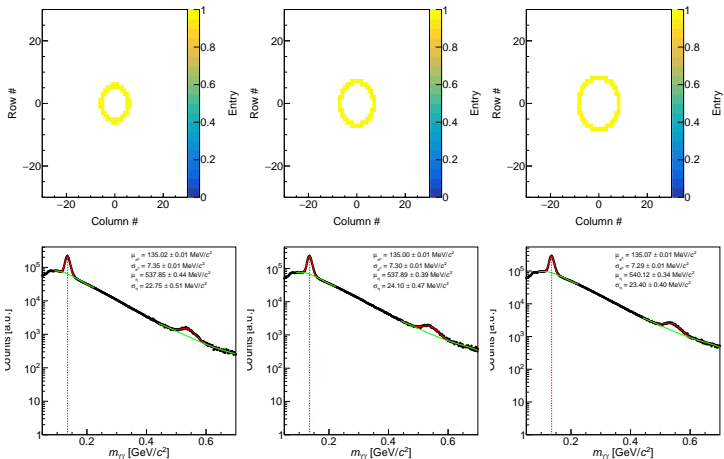 20
0
−20
Row #
−20 0 20
Column #
1
0.8
0.6
0.4
0.2
0
Entry
20
0
−20
Row #
−20 0 20
Column #
1
0.8
0.6
0.4
0.2
0
Entry
20
0
−20
Row #
−20 0 20
Column #
1
0.8
0.6
0.4
0.2
0
Entry
Counts [a.u.]
10⁵
10⁴
10³
10²
10
1
μπ⁰ = 135.02 ± 0.01 MeV/c²
σπ⁰ = 7.35 ± 0.01 MeV/c²
μη = 537.85 ± 0.44 MeV/c²
ση = 22.75 ± 0.51 MeV/c²
0.2 0.4 0.6
mγγ [GeV/c²]
Counts [a.u.]
10⁵
10⁴
10³
10²
10
1
μπ⁰ = 135.00 ± 0.01 MeV/c²
σπ⁰ = 7.30 ± 0.01 MeV/c²
μη = 537.89 ± 0.39 MeV/c²
ση = 24.10 ± 0.47 MeV/c²
0.2 0.4 0.6
mγγ [GeV/c²]
Counts [a.u.]
10⁵
10⁴
10³
10²
10
1
μπ⁰ = 135.07 ± 0.01 MeV/c²
σπ⁰ = 7.29 ± 0.01 MeV/c²
μη = 540.12 ± 0.34 MeV/c²
ση = 23.40 ± 0.40 MeV/c²
0.2 0.4 0.6
mγγ [GeV/c²]